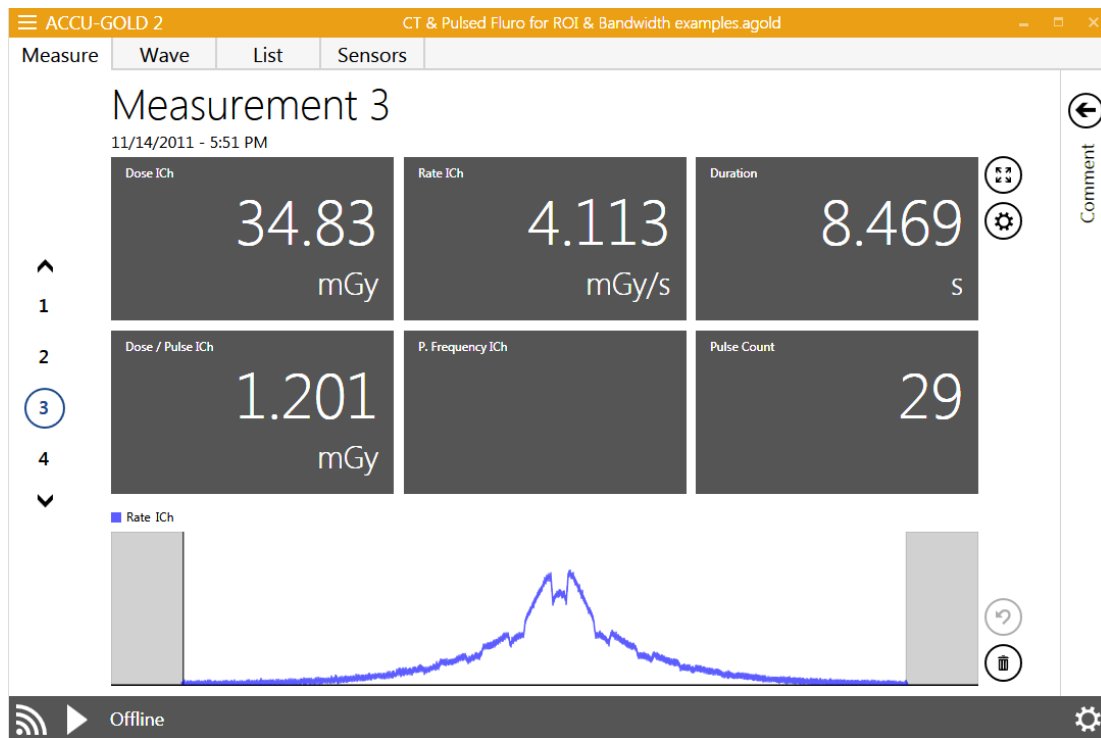 ACCU-GOLD 2
CT & Pulsed Fluro for ROI & Bandwidth examples.agold
Measure
Wave
List
Sensors
Measurement 3
11/14/2011 - 5:51 PM
Dose ICh
34.83
mGy
Rate ICh
4.113
mGy/s
Duration
8.469
s
Dose / Pulse ICh
1.201
mGy
P. Frequency ICh
Pulse Count
29
1
2
3
4
Comment
Rate ICh
Offline